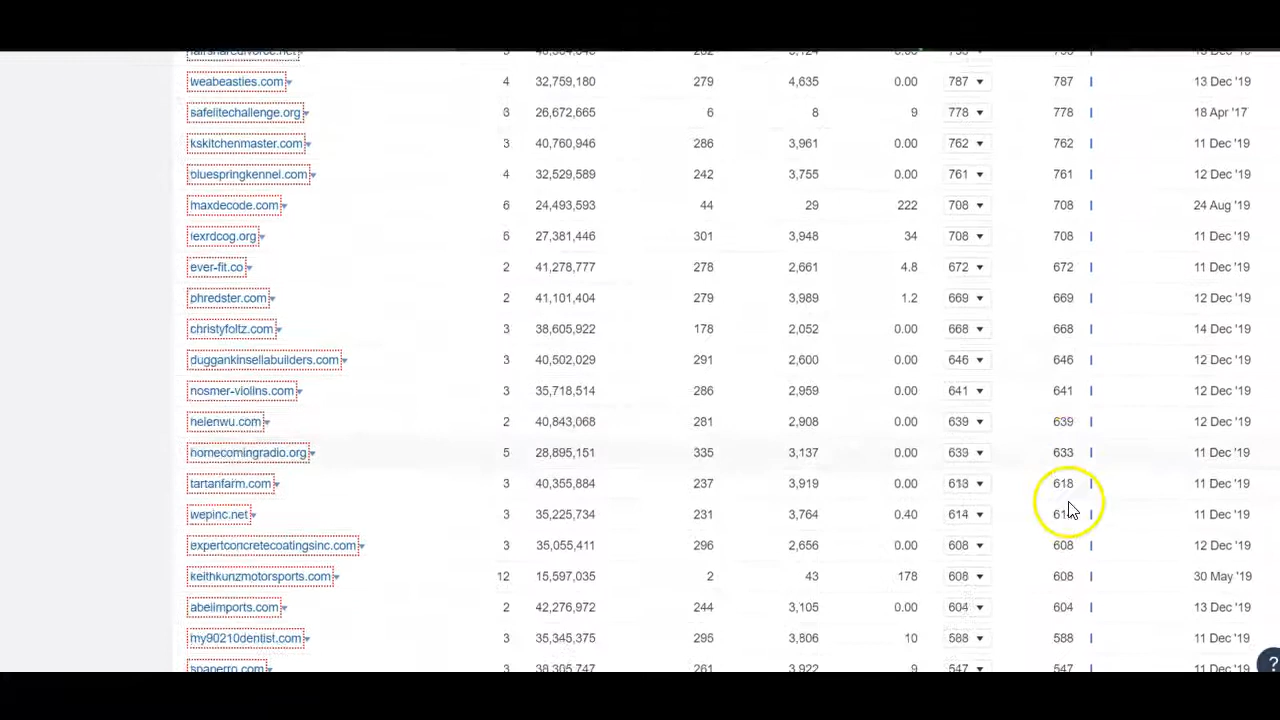 weabeasties.com 4 32,759,180 279 4,635 0.00 787 787 13 Dec '19
safelitechallenge.org 3 26,672,665 6 8 9 778 778 18 Apr '17
kskitchenmaster.com 3 40,760,946 286 3,961 0.00 762 762 11 Dec '19
bluespringkennel.com 4 32,529,589 242 3,755 0.00 761 761 12 Dec '19
maxdecode.com 6 24,493,593 44 29 222 708 708 24 Aug '19
lexrdcog.org 27,381,446 301 3,948 34 708 708 11 Dec '19
ever-fit.co 2 41,278,777 278 2,661 4.8 672 672 11 Dec '19
phredster.com 2 41,101,404 279 3,989 1.2 669 669 12 Dec '19
christyfoltz.com 3 38,605,922 178 2,052 0.00 668 668 14 Dec '19
duggankinsellabuilders.com 3 40,502,029 291 2,600 0.00 646 646 12 Dec '19
nosmer-violins.com 3 35,718,514 286 2,959 0.00 641 641 12 Dec '19
helenwu.com 2 40,843,068 281 2,908 0.00 639 639 12 Dec '19
homecomingradio.org 5 28,895,151 335 3,137 0.00 633 633 11 Dec '19
tartanfarm.com 3 40,355,884 237 3,919 0.00 618 618 11 Dec '19
wepinc.net 3 35,225,734 231 3,764 0.40 614 11 Dec '19
expertconcretecoatingsinc.com 3 35,055,411 296 2,656 0.00 608 608 12 Dec '19
keithkunzmotorsports.com 12 15,597,035 2 43 178 608 608 30 May '19
abelimports.com 2 42,276,972 244 3,105 0.00 604 604 13 Dec '19
my90210dentist.com 3 35,345,375 295 3,806 10 588 588 11 Dec '19
3 38,305,747 261 3,922 9 547 547 11 Dec '19
?